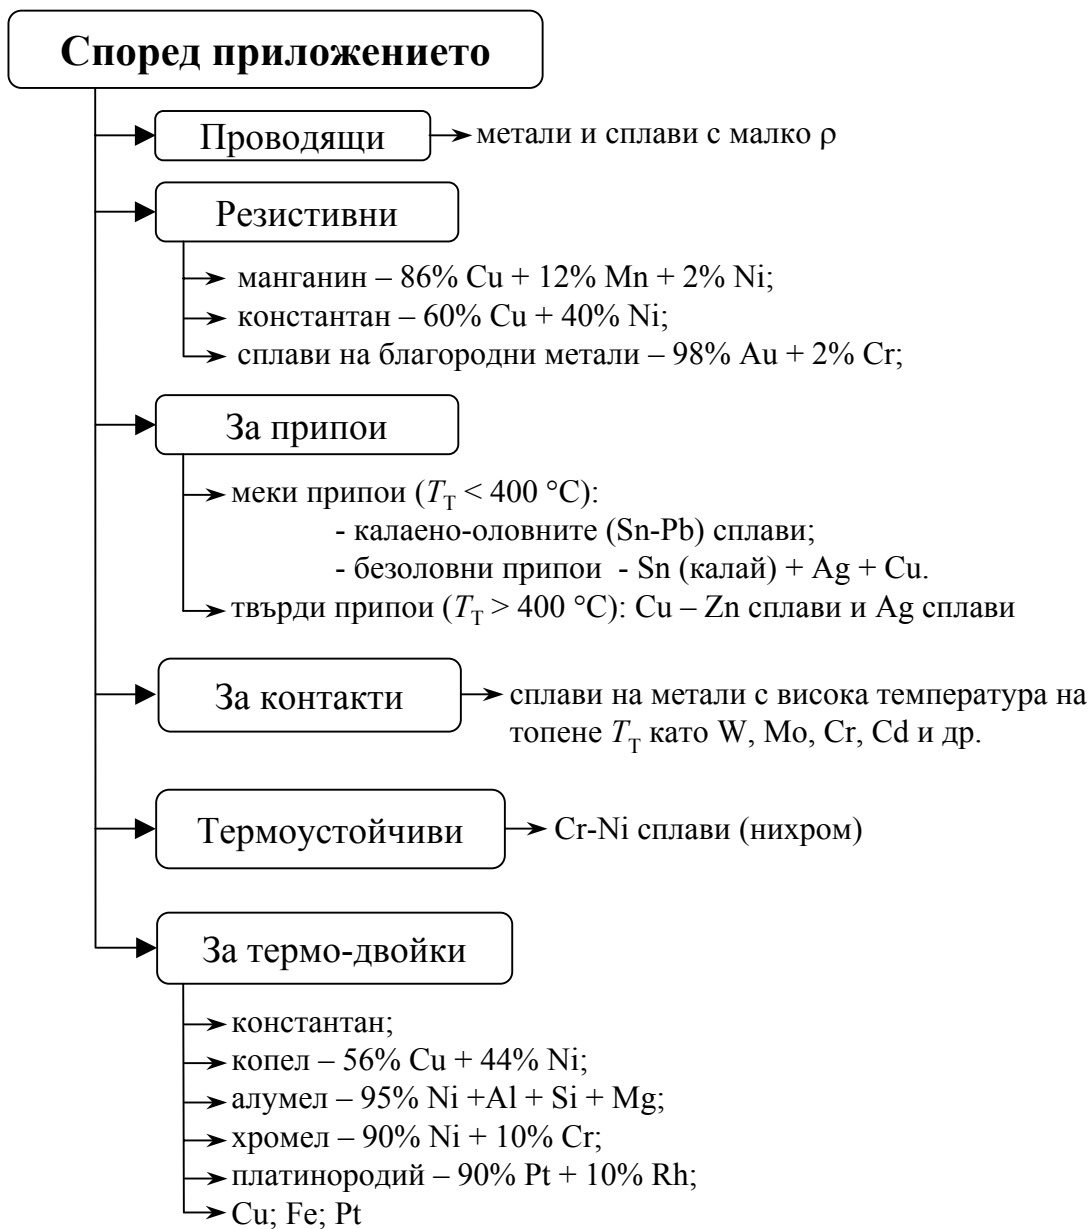 Според приложението
Проводящи
метали и сплави с малко ρ
Резистивни
манганин – 86% Cu + 12% Mn + 2% Ni;
константан – 60% Cu + 40% Ni;
сплави на благородни метали – 98% Au + 2% Cr;
За припои
меки припои (Tт < 400 °C):
- калаено-оловните (Sn-Pb) сплави;
- безоловни припои - Sn (калай) + Ag + Cu.
твърди припои (Tт > 400 °C): Cu – Zn сплави и Ag сплави
За контакти
сплави на метали с висока температура на
топене Tт като W, Mo, Cr, Cd и др.
Термоустойчиви
Cr-Ni сплави (нихром)
За термо-двойки
константан;
копел – 56% Cu + 44% Ni;
алумел – 95% Ni +Al + Si + Mg;
хромел – 90% Ni + 10% Cr;
платинородий – 90% Pt + 10% Rh;
Cu; Fe; Pt